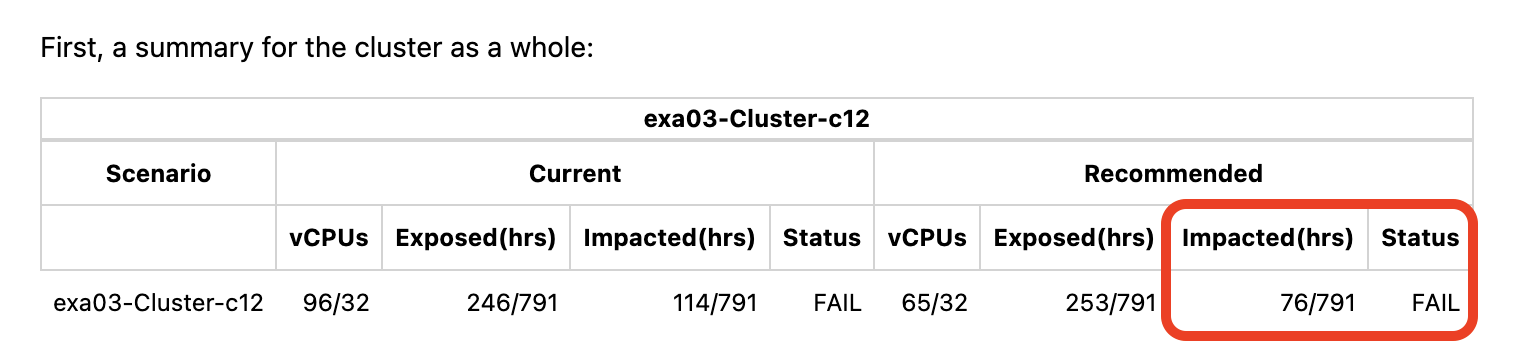 First, a summary for the cluster as a whole:
exa03-Cluster-c12
Scenario Current Recommended
vCPUs Exposed(hrs) Impacted(hrs) Status vCPUs Exposed(hrs) Impacted(hrs) Status
exa03-Cluster-c12 96/32 246/791 114/791 FAIL 65/32 253/791 76/791 FAIL